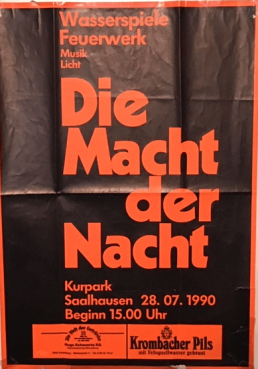 Wasserspiele
Feuerwerk
Musik
Licht
Die
Macht
der
Nacht
Kurpark
Saalhausen 28. 07. 1990
Beginn 15.00 Uhr
Krombacher Pils
mit Felsquellwasser gebraut